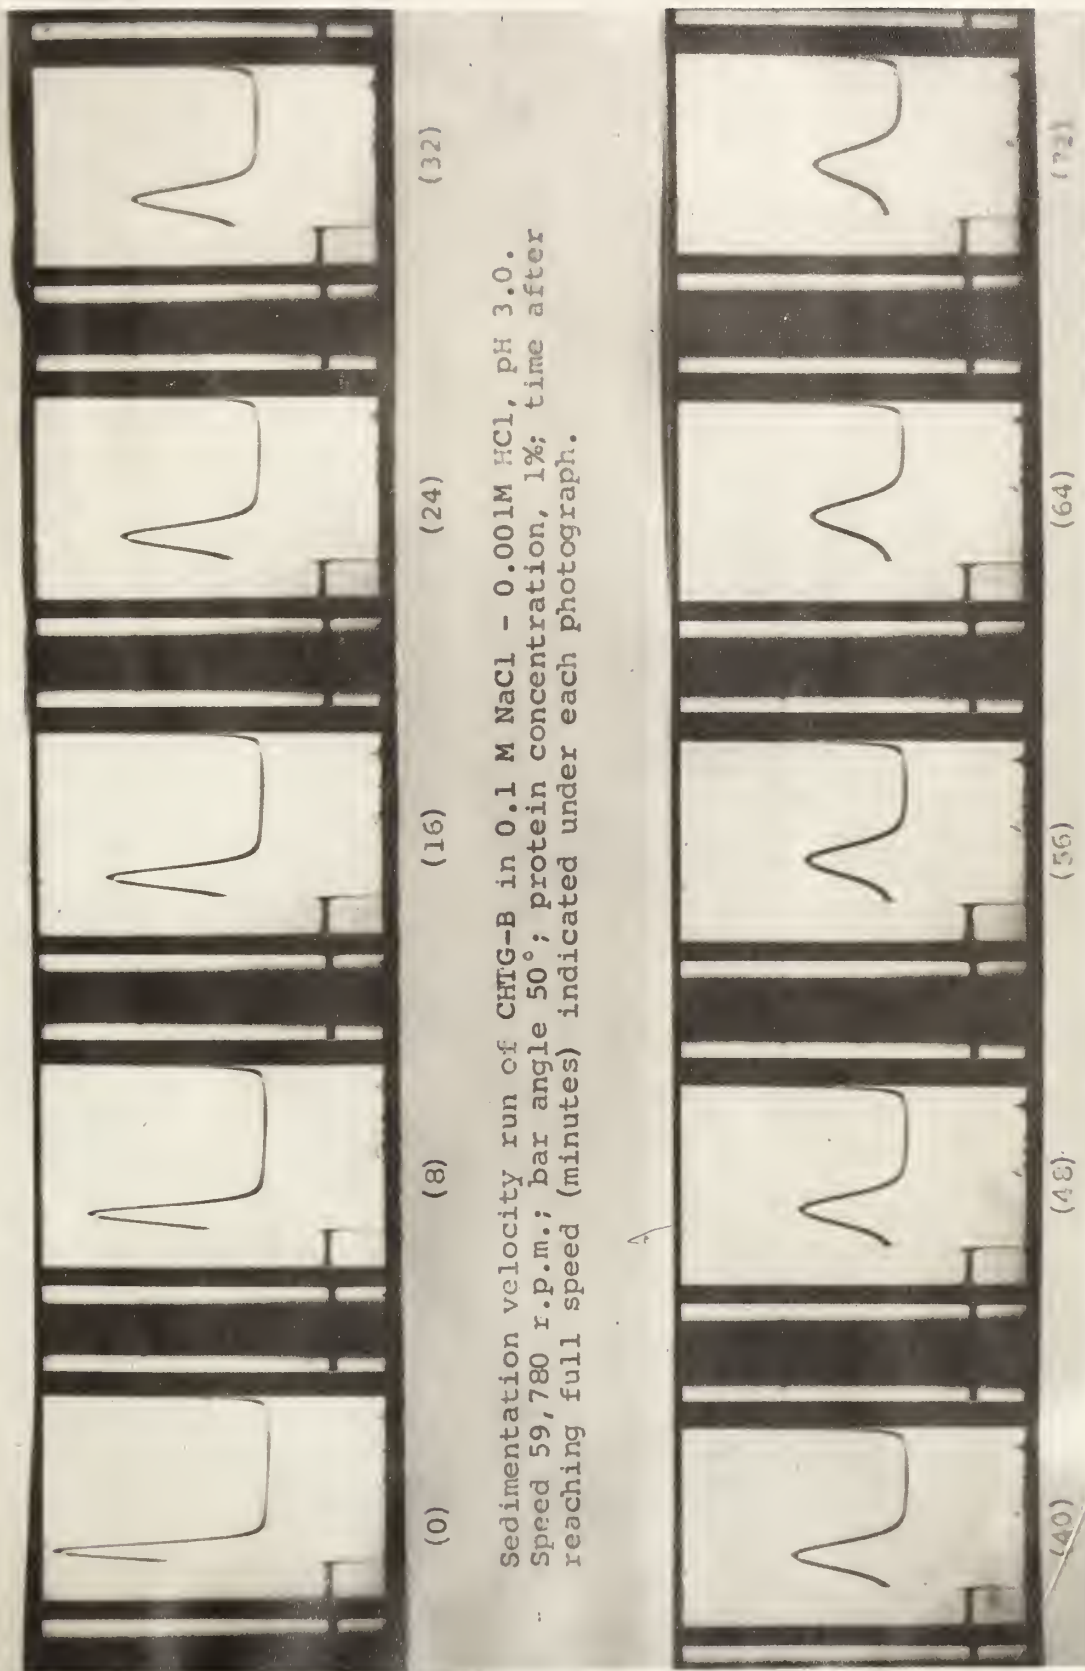 (0) (8) (16) (24) (32)
Sedimentation velocity run of CHTG-B in 0.1 M NaCl - 0.001M HCl, pH 3.0.
Speed 59,780 r.p.m.; bar angle 50°; protein concentration, 1%; time after
reaching full speed (minutes) indicated under each photograph.
(40) (48) (56) (64) (72)